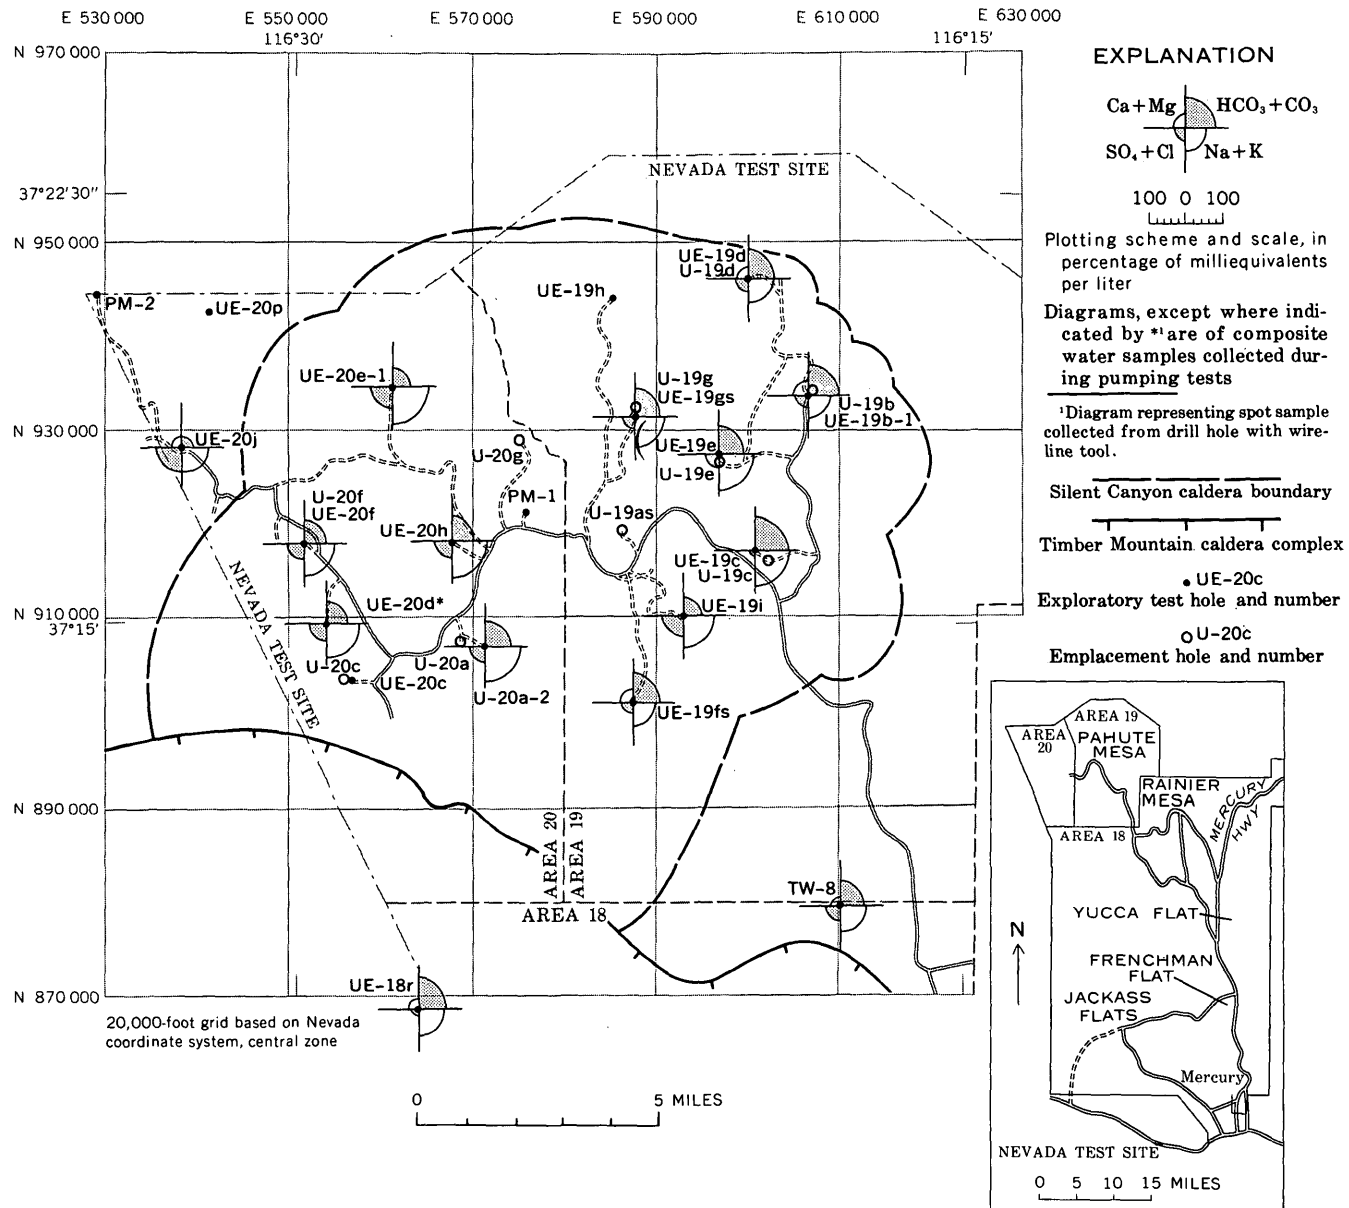 E 530 000 E 550 000 E 570 000 E 590 000 E 610 000 E 630 000
116°30′ 116°15′
N 970 000
37°22′30″
N 950 000
N 930 000
N 910 000
37°15′
N 890 000
N 870 000
NEVADA TEST SITE
UE-19d
U-19d
PM-2
UE-20p
UE-19h
UE-20e-1
U-19g
UE-19gs
U-19b
UE-19b-1
UE-20j
U-20g
UE-19e
U-19e
U-20f
UE-20f
PM-1
UE-20h
U-19as
UE-19c
U-19c
NEVADA TEST SITE
UE-20d*
UE-19i
U-20a
U-20c
UE-20c
U-20a-2
UE-19fs
AREA 20
AREA 19
TW-8
AREA 18
UE-18r
20,000-foot grid based on Nevada
coordinate system, central zone
0 5 MILES
EXPLANATION
Ca+Mg HCO₃+CO₃
SO₄+Cl Na+K
100 0 100
Plotting scheme and scale, in
percentage of milliequivalents
per liter
Diagrams, except where indi-
cated by *¹ are of composite
water samples collected dur-
ing pumping tests
¹Diagram representing spot sample
collected from drill hole with wire-
line tool.
Silent Canyon caldera boundary
Timber Mountain caldera complex
UE-20c
Exploratory test hole and number
U-20c
Emplacement hole and number
AREA 19
AREA
20
PAHUTE
MESA
RAINIER
MESA
MERCURY
HWY
AREA 18
YUCCA FLAT
N
FRENCHMAN
FLAT
JACKASS
FLATS
Mercury
NEVADA TEST SITE
0 5 10 15 MILES